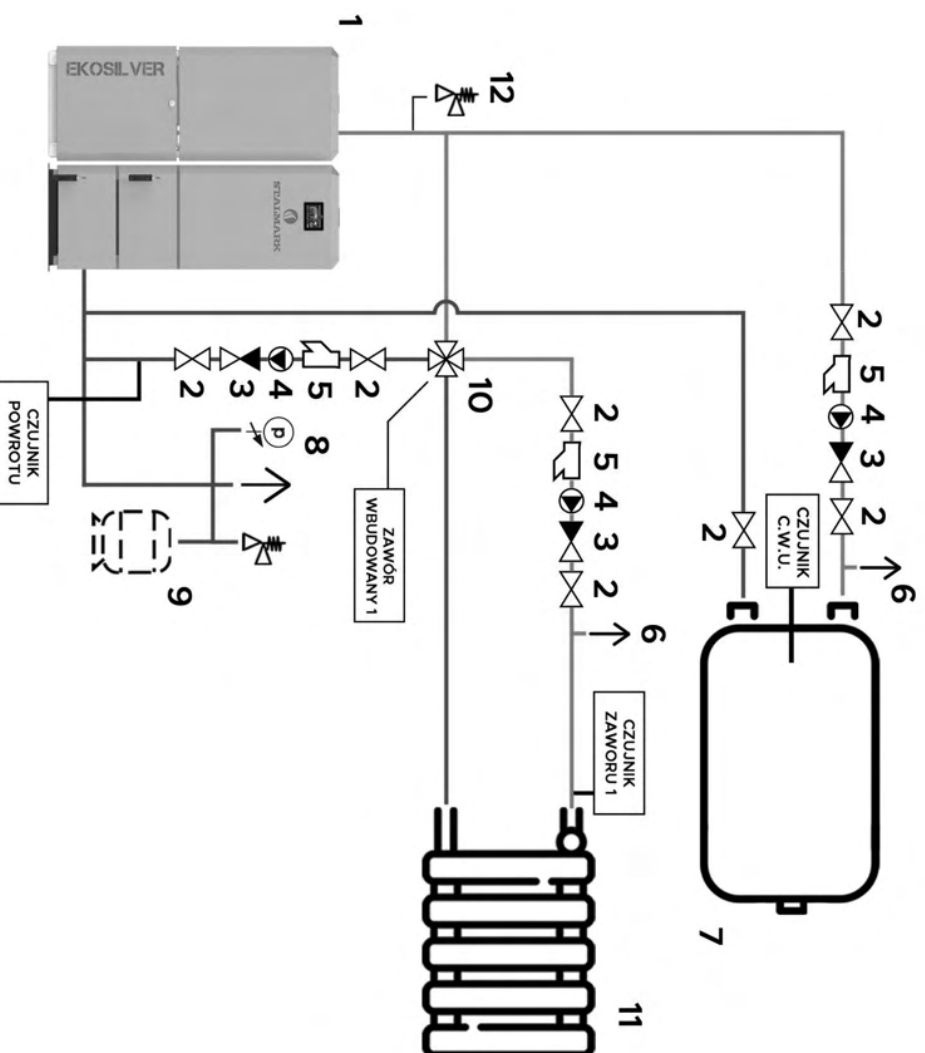 6
2 5 4 3 2
CZUJNIK
C.W.U.
2
7
6
11
CZUJNIK
ZAWORU 1
2 5 4 3 2
12
10
ZAWÓR
WBUDOWANY 1
1
2
5
4
3
2
8
p
STALMARK
EKOSILVER
9
CZUJNIK
POWROTU